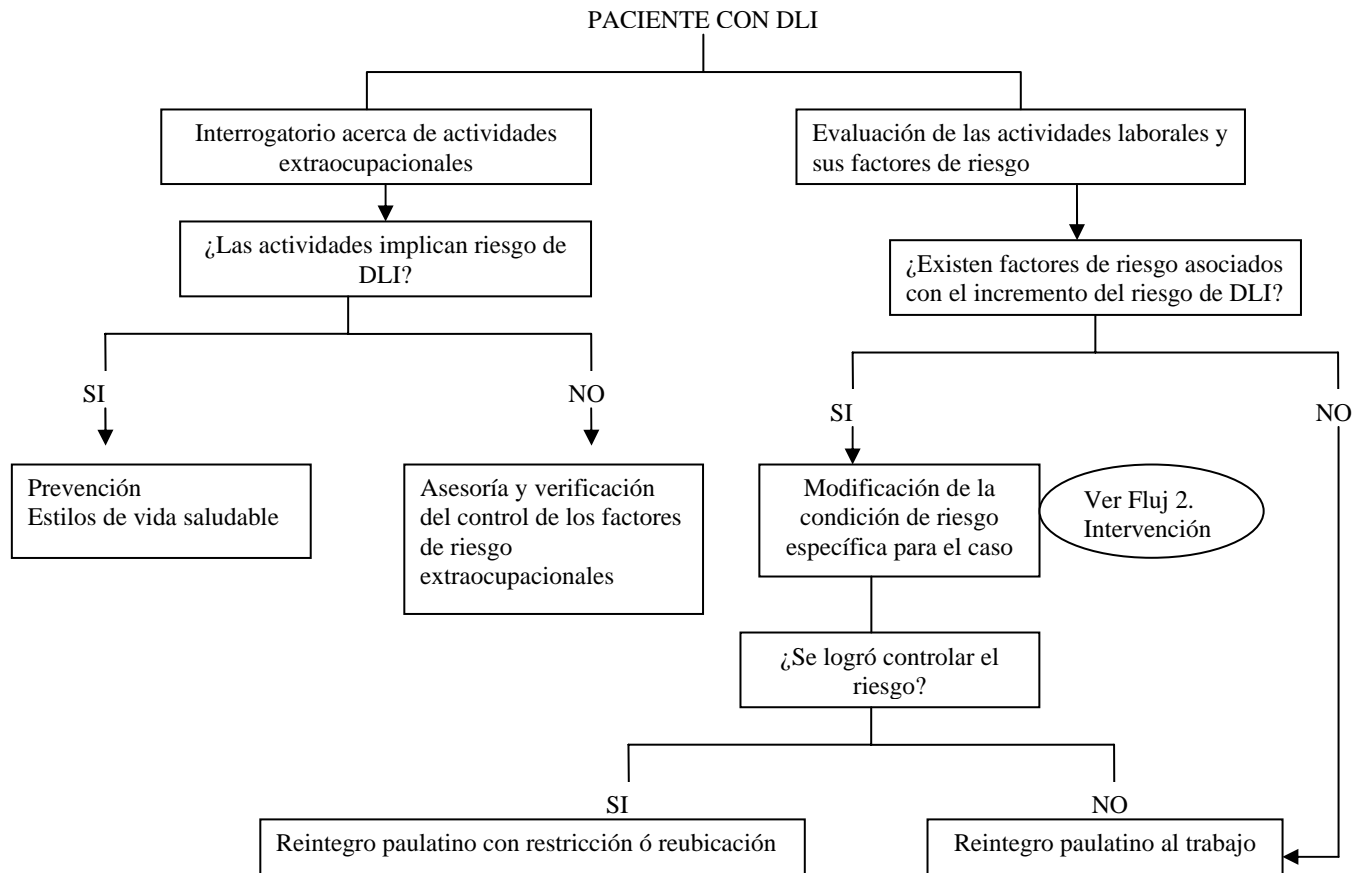 PACIENTE CON DLI
Interrogatorio acerca de actividades
extraocupacionales
Evaluación de las actividades laborales y
sus factores de riesgo
¿Las actividades implican riesgo de
DLI?
¿Existen factores de riesgo asociados
con el incremento del riesgo de DLI?
SI
NO
SI
NO
Prevención
Estilos de vida saludable
Asesoría y verificación
del control de los factores
de riesgo
extraocupacionales
Modificación de la
condición de riesgo
específica para el caso
Ver Fluj 2.
Intervención
¿Se logró controlar el
riesgo?
SI
NO
Reintegro paulatino con restricción ó reubicación
Reintegro paulatino al trabajo